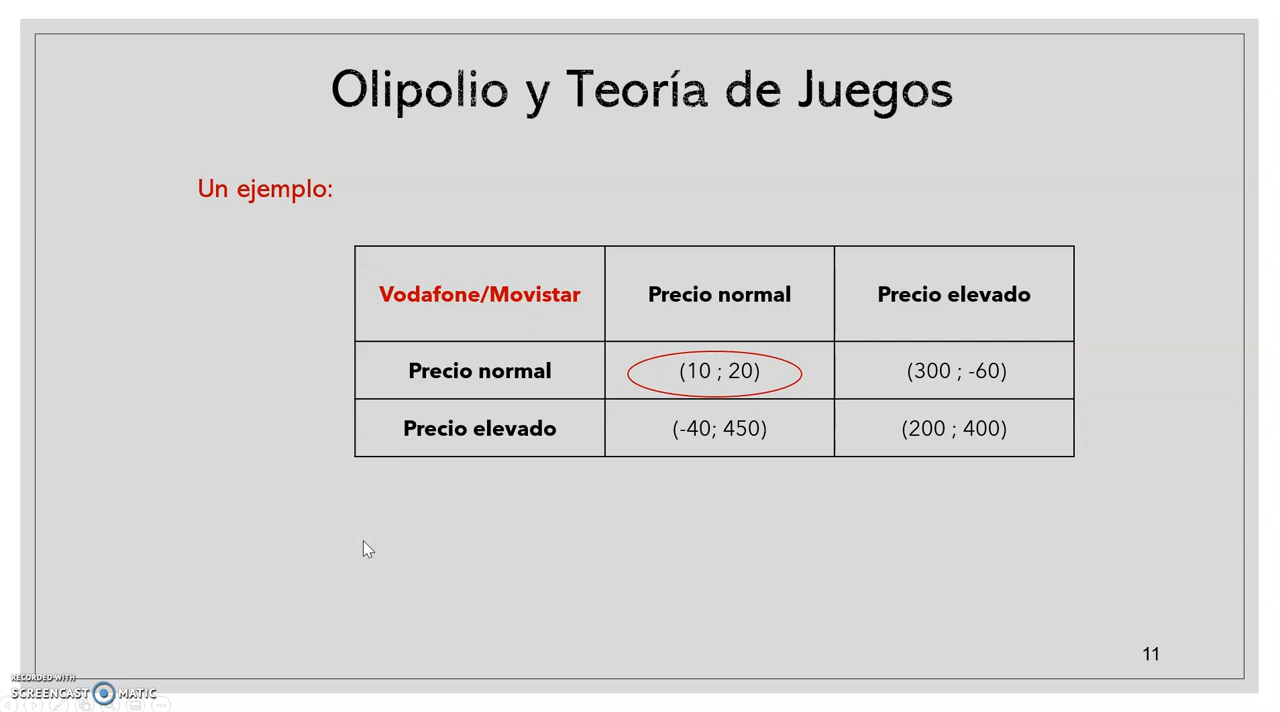 Olipolio y Teoría de Juegos
Un ejemplo:
Vodafone/Movistar Precio normal Precio elevado
Precio normal (10 ; 20) (300 ; -60)
Precio elevado (-40; 450) (200 ; 400)
11
RECORDED WITH
SCREENCAST MATIC